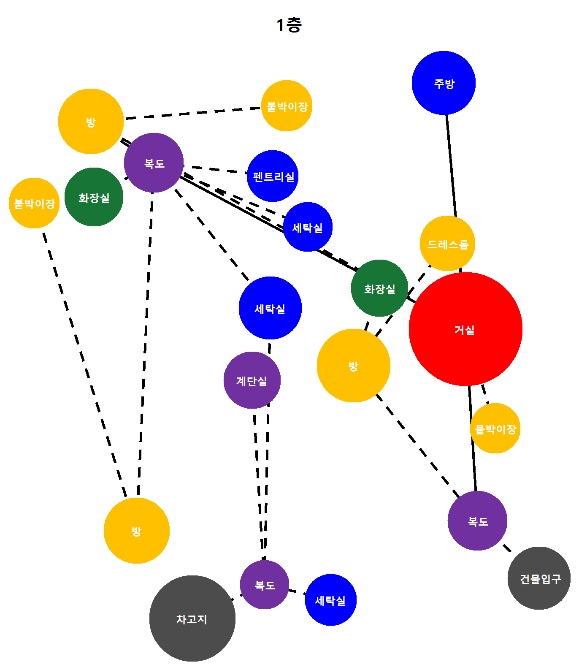 1층
주방
방
붙박이장
복도
펜트리실
화장실
붙박이장
세탁실
드레스룸
화장실
세탁실
거실
방
계단실
붙박이장
복도
방
건물입구
복도
세탁실
차고지